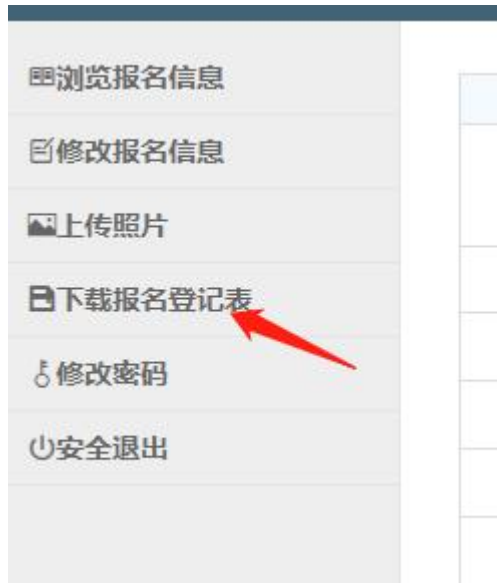 浏览报名信息
修改报名信息
上传照片
下载报名登记表
修改密码
安全退出